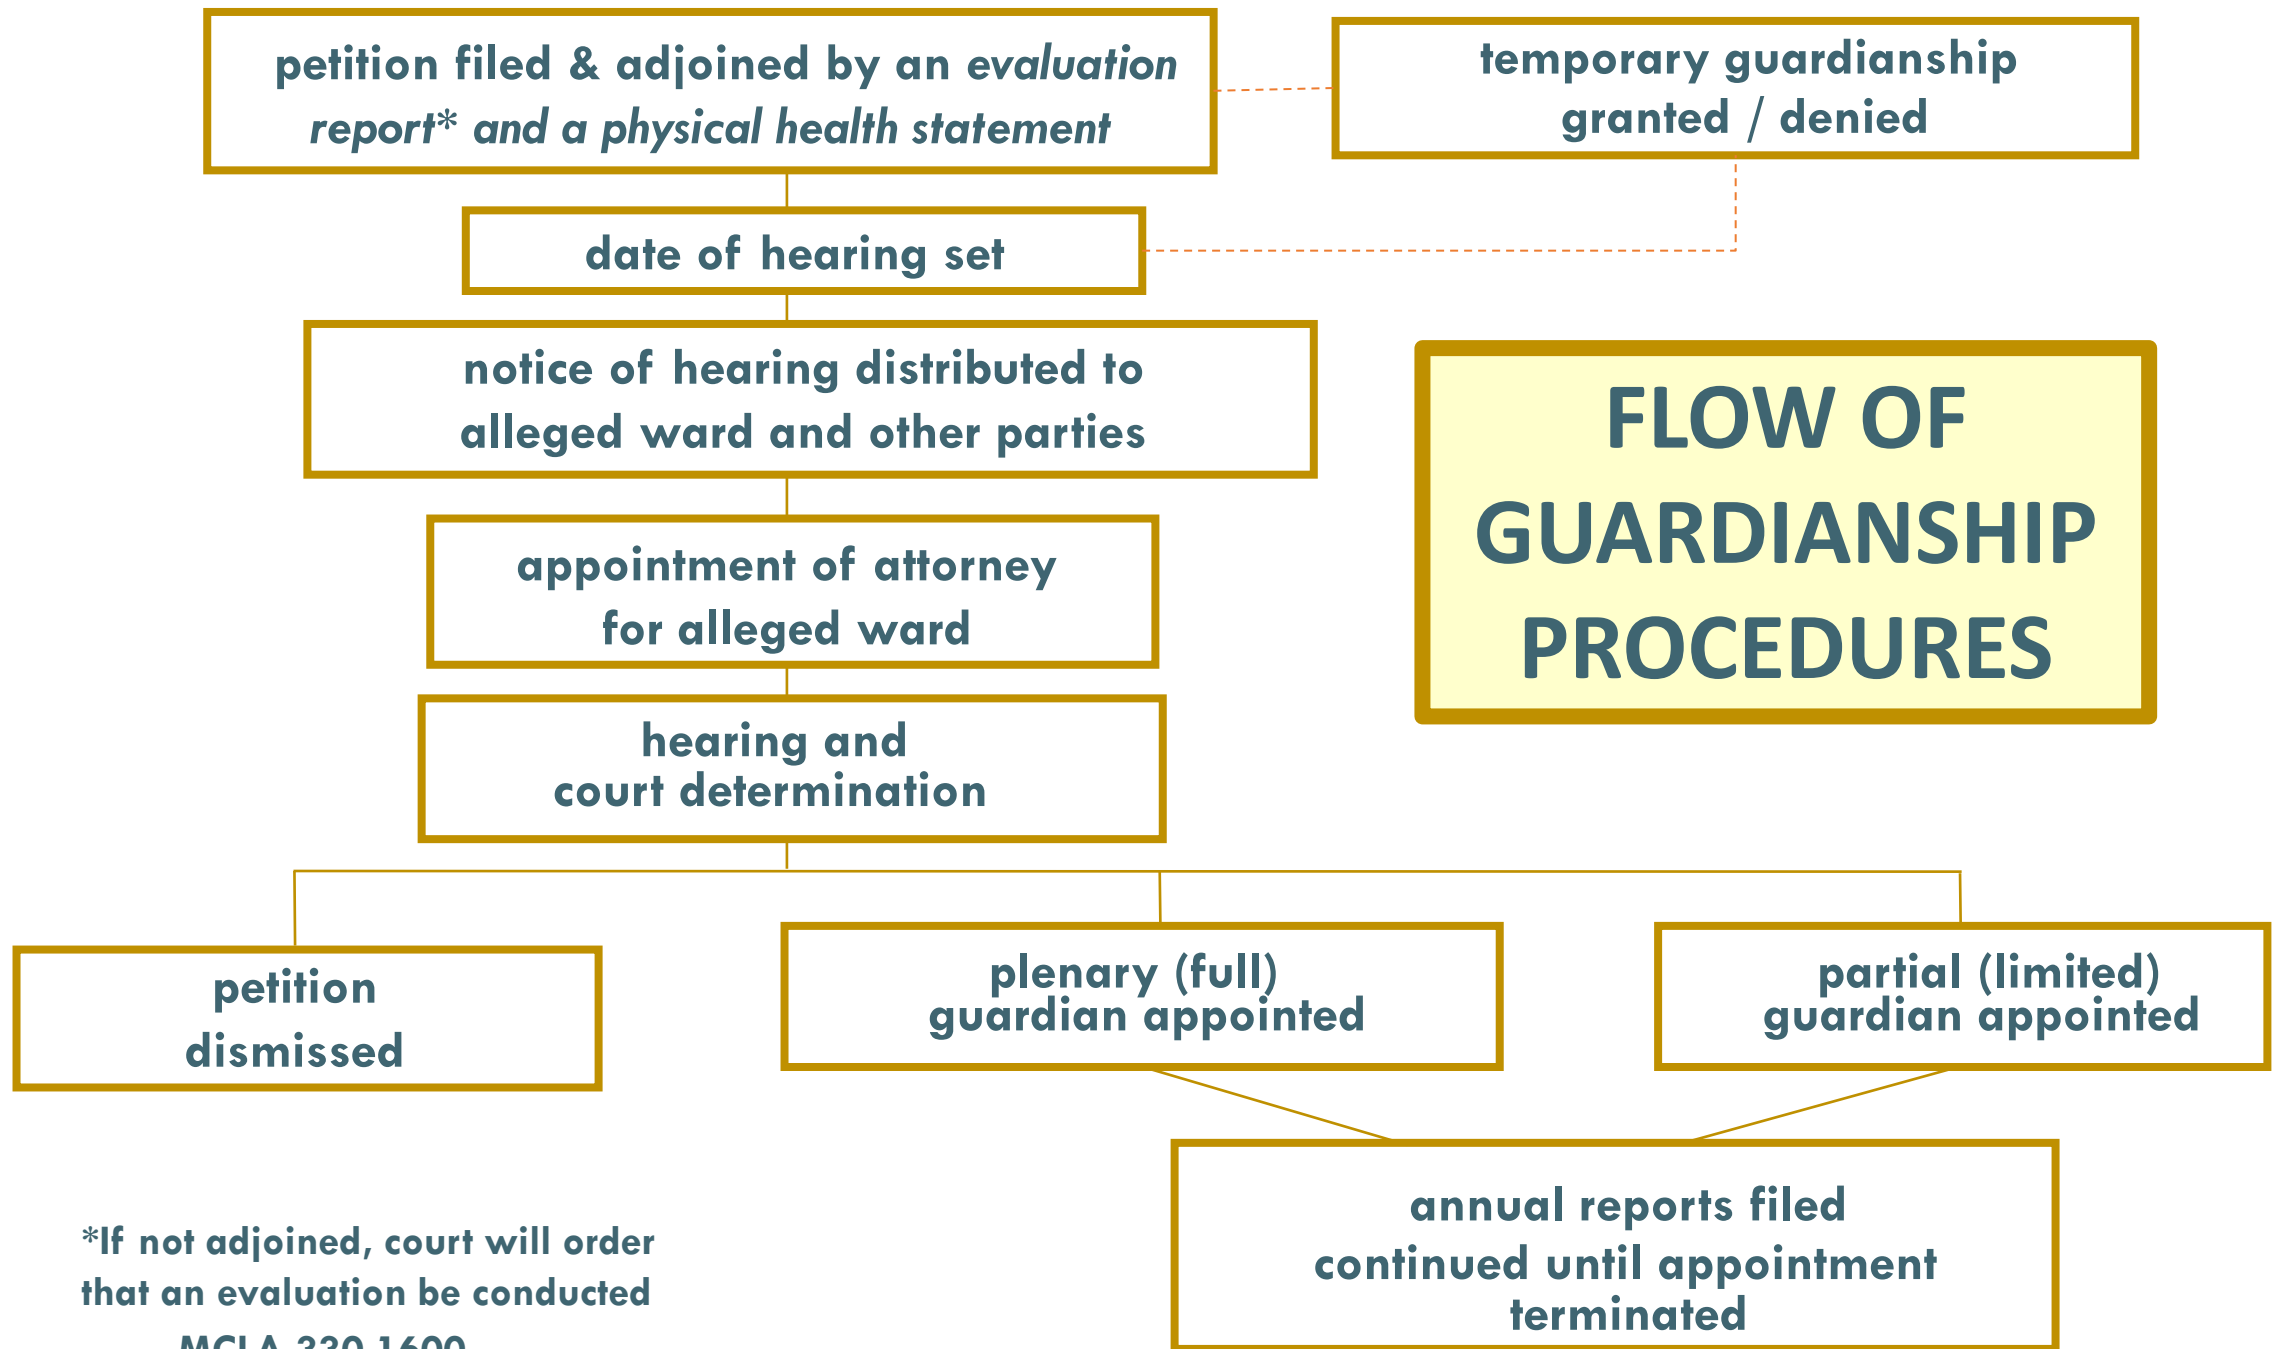 petition filed & adjoined by an evaluation
report* and a physical health statement
temporary guardianship
granted / denied
date of hearing set
notice of hearing distributed to
alleged ward and other parties
FLOW OF
GUARDIANSHIP
PROCEDURES
appointment of attorney
for alleged ward
hearing and
court determination
petition
dismissed
plenary (full)
guardian appointed
partial (limited)
guardian appointed
annual reports filed
continued until appointment
terminated
*If not adjoined, court will order
that an evaluation be conducted
MCLA 330.1600